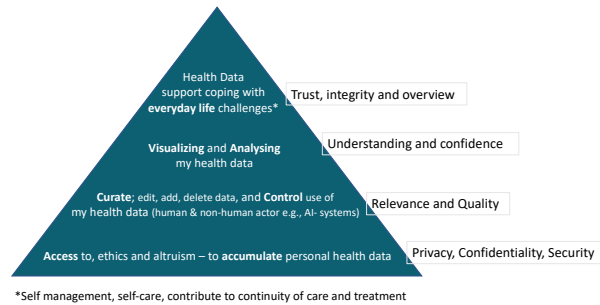 Health Data
support coping with
everyday life challenges*
Trust, integrity and overview
Visualizing and Analysing
my health data
Understanding and confidence
Curate; edit, add, delete data, and Control use of
my health data (human & non-human actor e.g., AI- systems)
Relevance and Quality
Access to, ethics and altruism – to accumulate personal health data
Privacy, Confidentiality, Security
*Self management, self-care, contribute to continuity of care and treatment